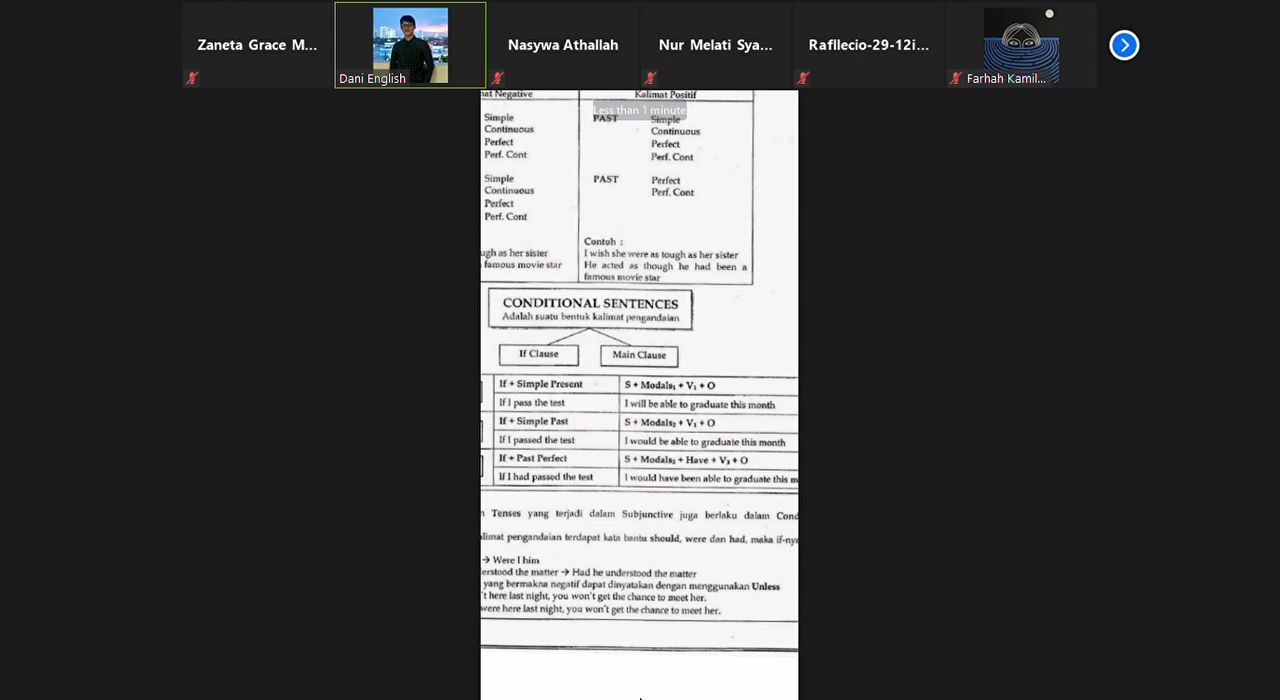 Zaneta Grace M...
Dani English
Nasywa Athallah
Nur Melati Sya...
Rafllecio-29-12i...
Farhah Kamil...
Less than 1 minute
nat Negative
Kalimat Positif
Simple
Continuous
Perfect
Perf. Cont
PAST
Simple
Continuous
Perfect
Perf. Cont
Simple
Continuous
Perfect
Perf. Cont
PAST
Perfect
Perf. Cont
ugh as her sister
famous movie star
Contoh :
I wish she were as tough as her sister
He acted as though he had been a
famous movie star
CONDITIONAL SENTENCES
Adalah suatu bentuk kalimat pengandaian
If Clause
Main Clause
If + Simple Present
S + Modals₁ + V₁ + O
If I pass the test
I will be able to graduate this month
If + Simple Past
S + Modals₂ + V₁ + O
If I passed the test
I would be able to graduate this month
If + Past Perfect
S + Modals₂ + Have + V₃ + O
If I had passed the test
I would have been able to graduate this m
n Tenses yang terjadi dalam Subjunctive juga berlaku dalam Cond
alimat pengandaian terdapat kata bantu should, were dan had, maka if-nya
→ Were I him
erstood the matter → Had he understood the matter
yang bermakna negatif dapat dinyatakan dengan menggunakan Unless
't here last night, you won't get the chance to meet her.
were here last night, you won't get the chance to meet her.